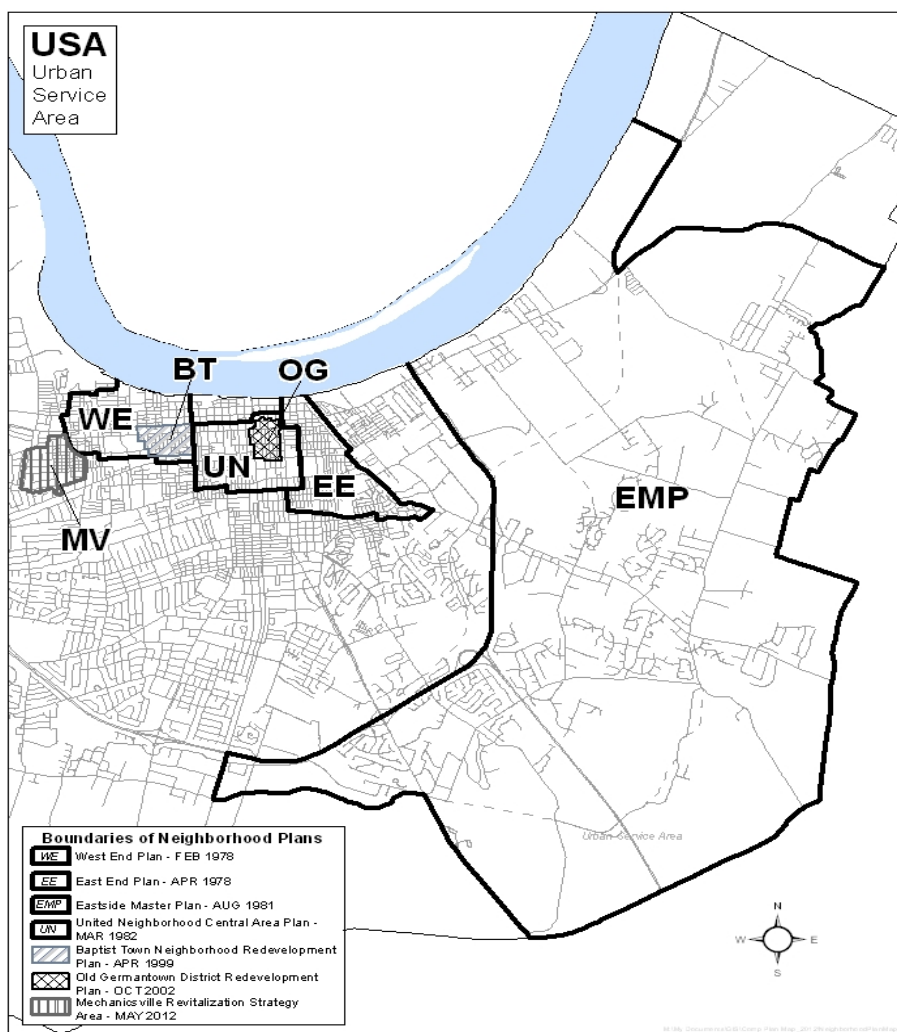 USA
Urban
Service
Area
BT
OG
WE
UN
EE
MV
EMP
Urban Service Area
Boundaries of Neighborhood Plans
WE West End Plan - FEB 1978
EE East End Plan - APR 1978
EMP Eastside Master Plan - AUG 1981
UN United Neighborhood Central Area Plan -
MAR 1982
Baptist Town Neighborhood Redevelopment
Plan - APR 1999
Old Germantown District Redevelopment
Plan - OCT 2002
Mechanicsville Revitalization Strategy
Area - MAY 2012
N
W E
S